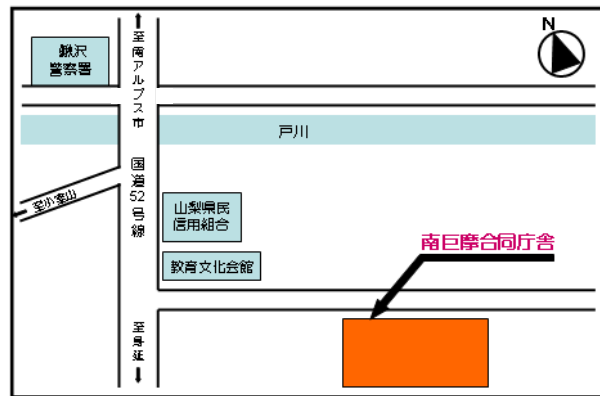 N
鰍沢
警察署
至南アルプス市
戸川
国道52号線
至小室山
山梨県民
信用組合
南巨摩合同庁舎
教育文化会館
至身延